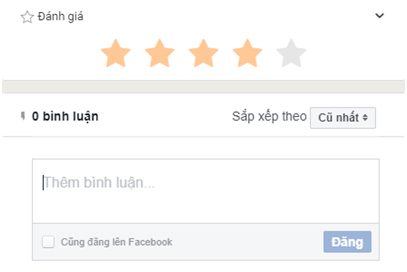 Đánh giá
0 bình luận Sắp xếp theo Cũ nhất
Thêm bình luận...
Cũng đăng lên Facebook Đăng